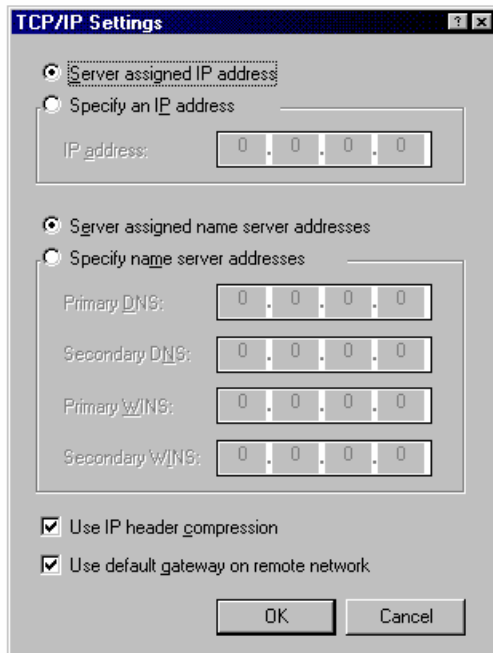 TCP/IP Settings
Server assigned IP address
Specify an IP address
IP address: 0 . 0 . 0 . 0
Server assigned name server addresses
Specify name server addresses
Primary DNS: 0 . 0 . 0 . 0
Secondary DNS: 0 . 0 . 0 . 0
Primary WINS: 0 . 0 . 0 . 0
Secondary WINS: 0 . 0 . 0 . 0
Use IP header compression
Use default gateway on remote network
OK Cancel